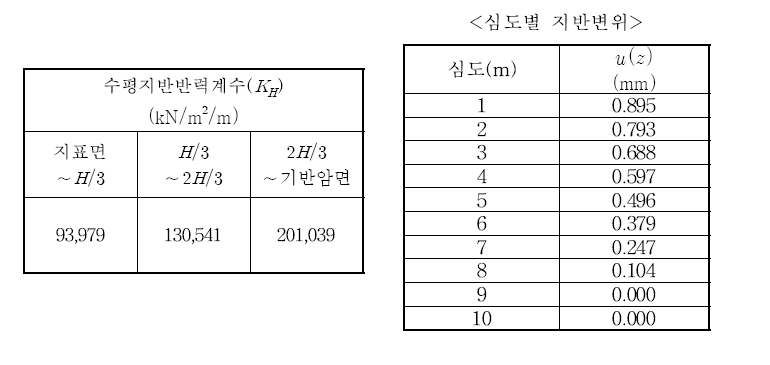 <심도별 지반변위>
수평지반반력계수(K_H)
(kN/m²/m)
지표면 H/3 2H/3
~H/3 ~2H/3 ~기반암면
93,979 130,541 201,039
심도(m) u(z)
(mm)
1 0.895
2 0.793
3 0.688
4 0.597
5 0.496
6 0.379
7 0.247
8 0.104
9 0.000
10 0.000